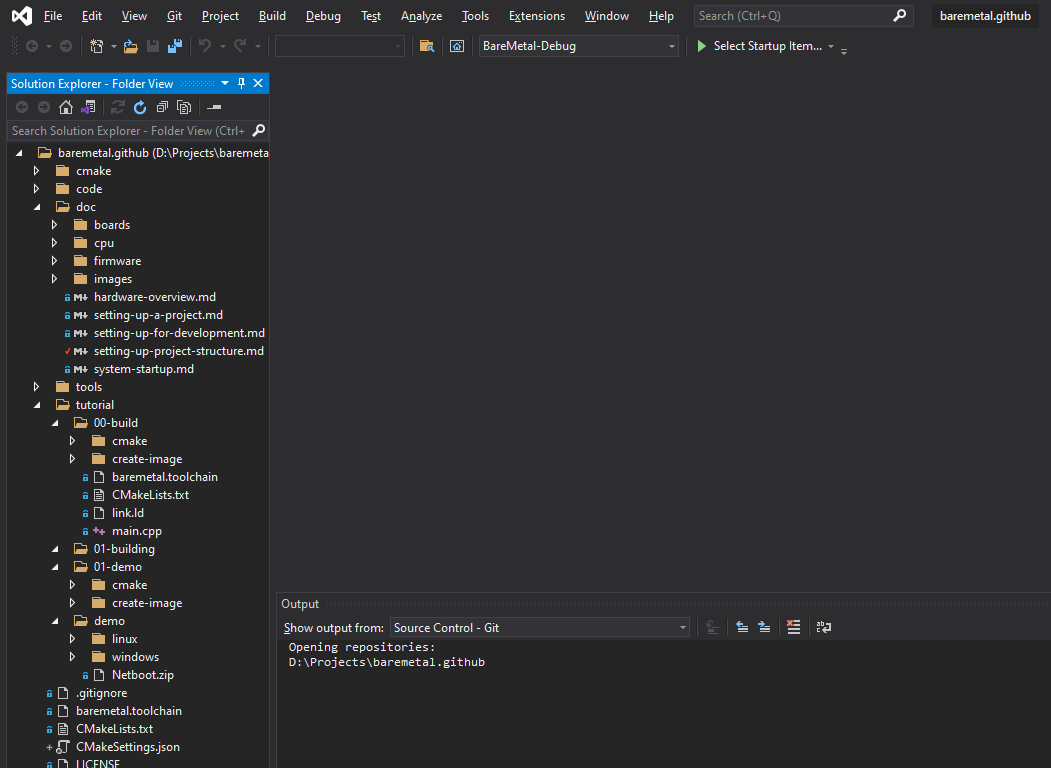 File Edit View Git Project Build Debug Test Analyze Tools Extensions Window Help Search (Ctrl+Q) baremetal.github
BareMetal-Debug Select Startup Item...
Solution Explorer - Folder View
Search Solution Explorer - Folder View (Ctrl+
baremetal.github (D:\Projects\baremeta
cmake
code
doc
boards
cpu
firmware
images
hardware-overview.md
setting-up-a-project.md
setting-up-for-development.md
setting-up-project-structure.md
system-startup.md
tools
tutorial
00-build
cmake
create-image
baremetal.toolchain
CMakeLists.txt
link.ld
main.cpp
01-building
01-demo
cmake
create-image
demo
linux
windows
Netboot.zip
.gitignore
baremetal.toolchain
CMakeLists.txt
CMakeSettings.json
LICENSE
Output
Show output from: Source Control - Git
Opening repositories:
D:\Projects\baremetal.github